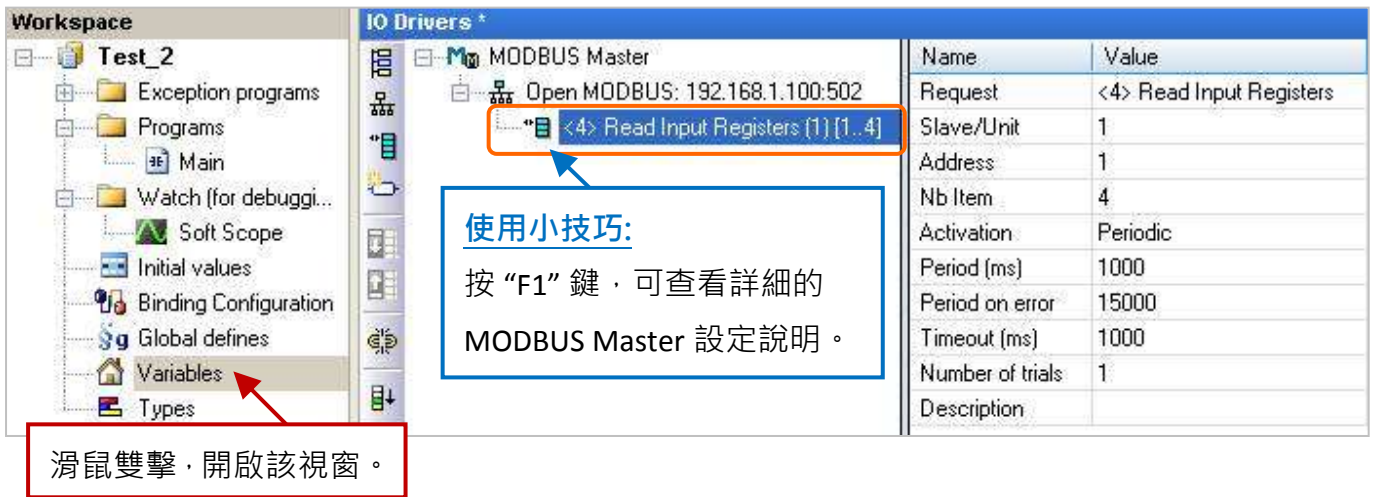 Workspace
Test_2
Exception programs
Programs
Main
Watch (for debuggi...
Soft Scope
Initial values
Binding Configuration
Global defines
Variables
Types
滑鼠雙擊，開啟該視窗。
IO Drivers *
MODBUS Master
Open MODBUS: 192.168.1.100:502
<4> Read Input Registers (1) [1..4]
使用小技巧:
按 “F1” 鍵，可查看詳細的
MODBUS Master 設定說明。
Name Value
Request <4> Read Input Registers
Slave/Unit 1
Address 1
Nb Item 4
Activation Periodic
Period (ms) 1000
Period on error 15000
Timeout (ms) 1000
Number of trials 1
Description